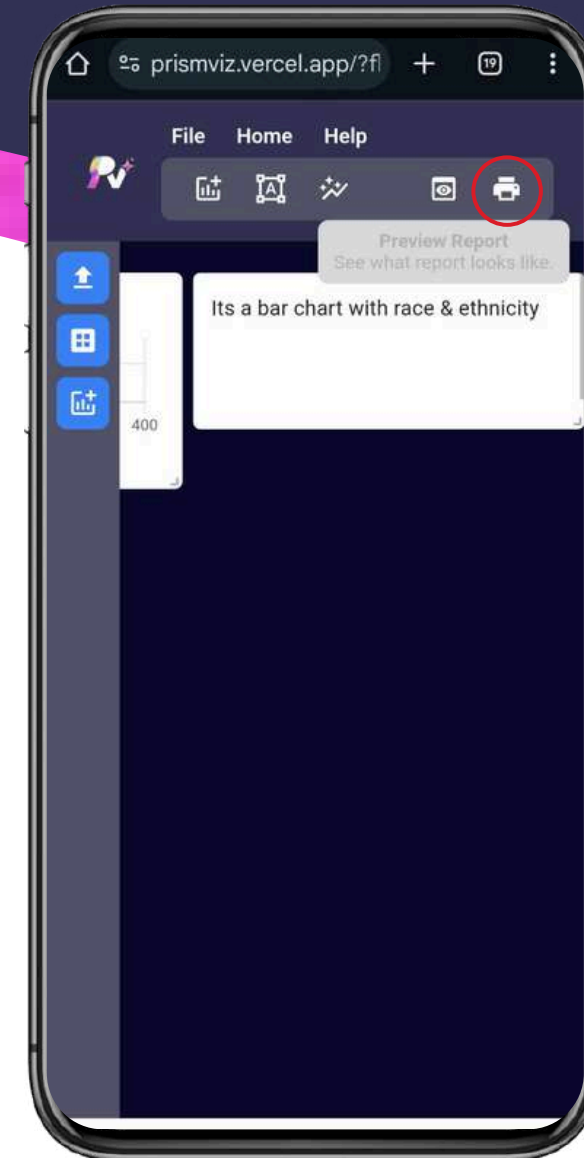 prismviz.vercel.app/?fl
19
File Home Help
PV
A
Preview Report
See what report looks like.
Its a bar chart with race & ethnicity
400